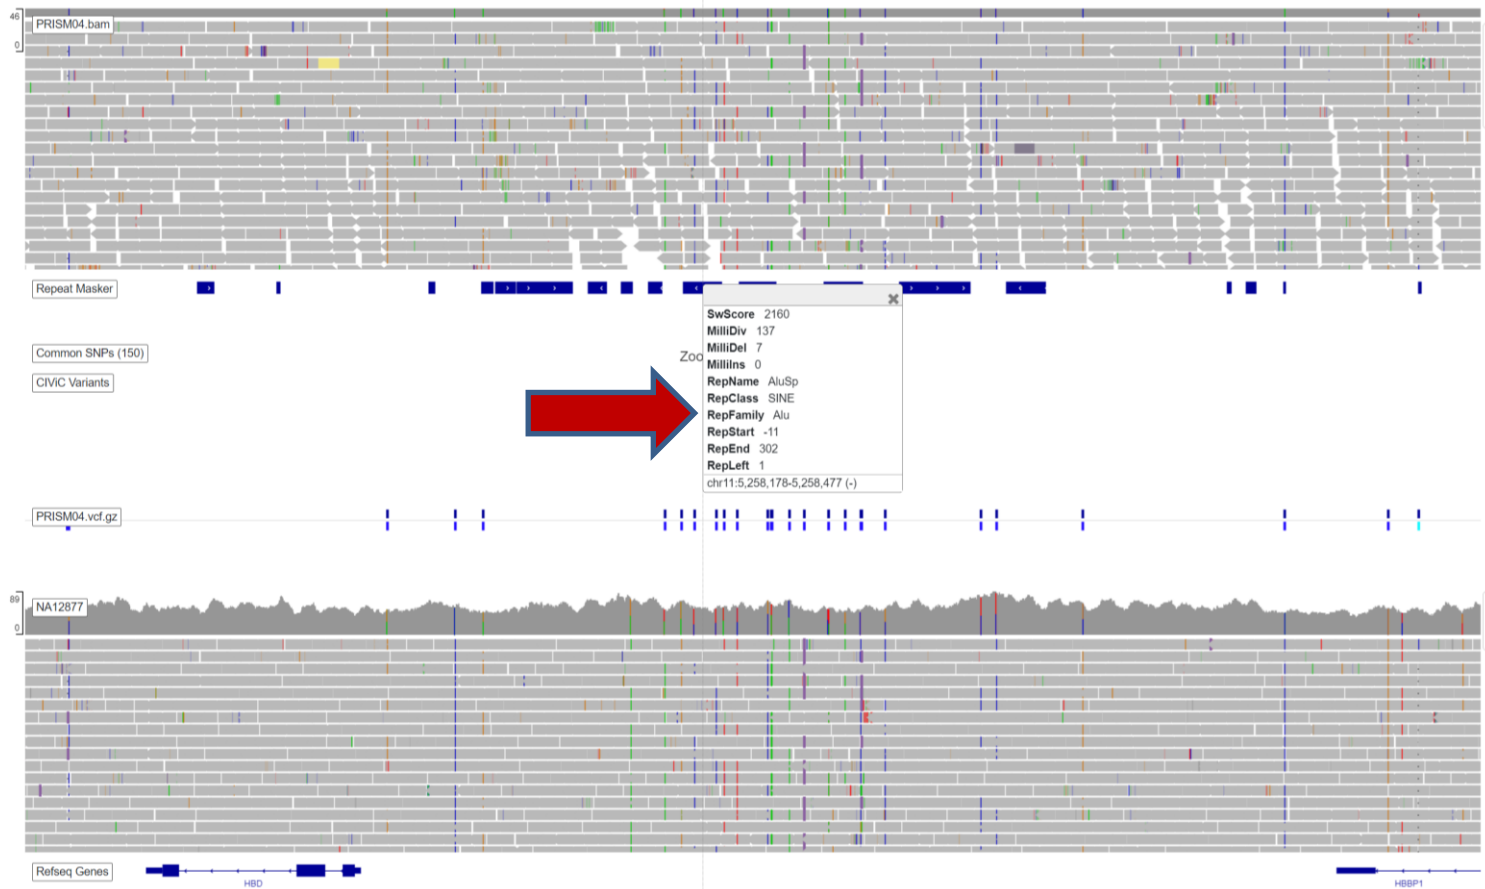 46
PRISM04.bam
0
Repeat Masker
SwScore 2160
MilliDiv 137
Common SNPs (150)
Zoo
MilliDel 7
MilliIns 0
CIViC Variants
RepName AluSp
RepClass SINE
RepFamily Alu
RepStart -11
RepEnd 302
RepLeft 1
chr11:5,258,178-5,258,477 (-)
PRISM04.vcf.gz
89
NA12877
0
Refseq Genes
HBD
HBBP1